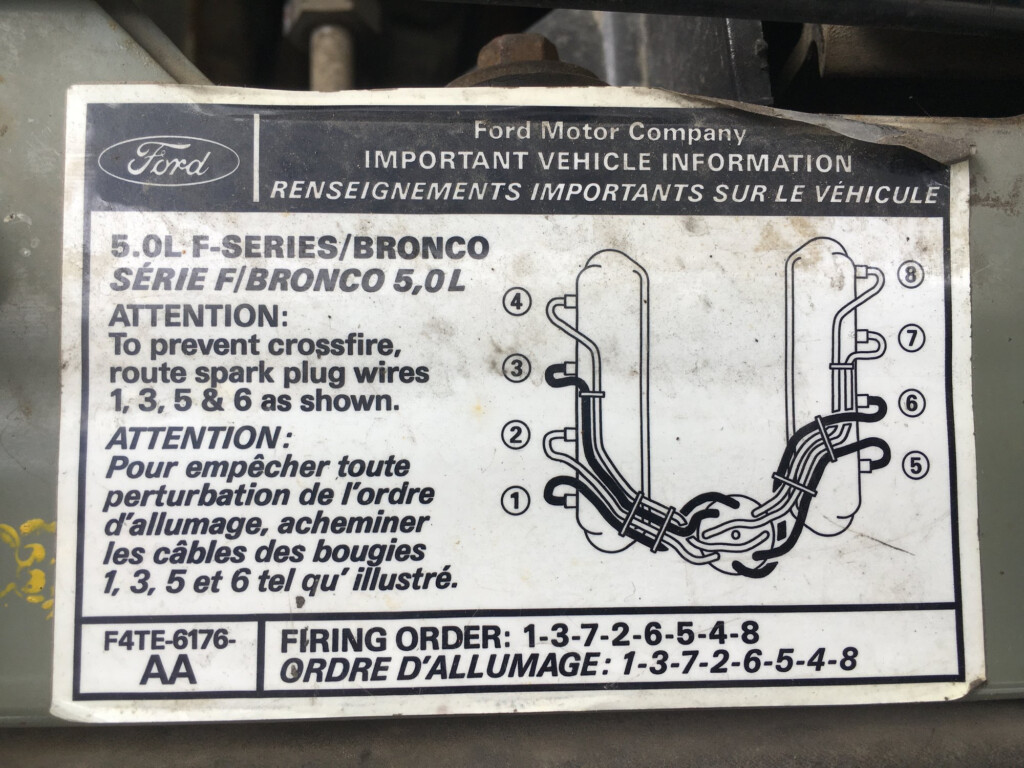 Ford
Ford Motor Company
IMPORTANT VEHICLE INFORMATION
RENSEIGNEMENTS IMPORTANTS SUR LE VÉHICULE
5.0L F-SERIES/BRONCO
SÉRIE F/BRONCO 5,0L
ATTENTION:
To prevent crossfire,
route spark plug wires
1, 3, 5 & 6 as shown.
ATTENTION:
Pour empêcher toute
perturbation de l'ordre
d'allumage, acheminer
les câbles des bougies
1, 3, 5 et 6 tel qu' illustré.
4
3
2
1
8
7
6
5
F4TE-6176-
AA
FIRING ORDER: 1-3-7-2-6-5-4-8
ORDRE D'ALLUMAGE: 1-3-7-2-6-5-4-8